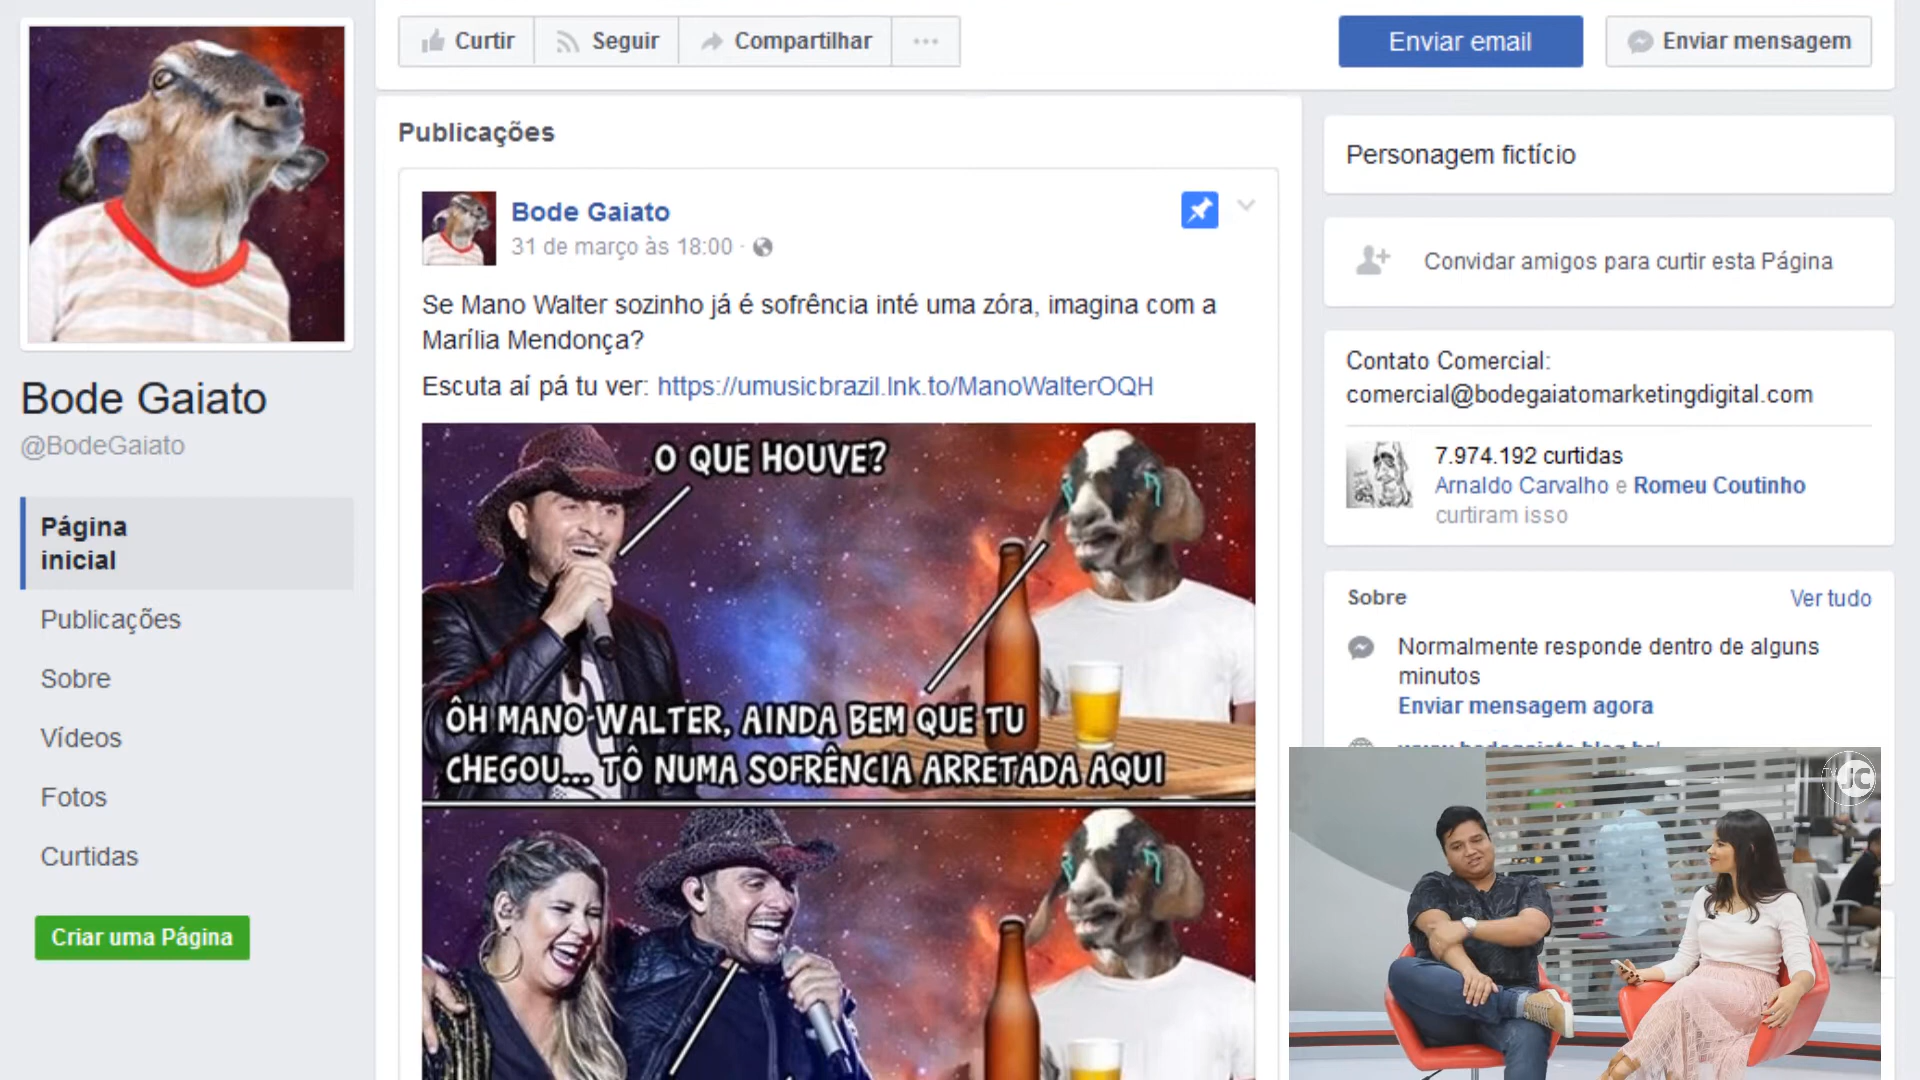 Curtir
Seguir
Compartilhar
Enviar email
Enviar mensagem
Bode Gaiato
@BodeGaiato
Página
inicial
Publicações
Sobre
Vídeos
Fotos
Curtidas
Criar uma Página
Publicações
Bode Gaiato
31 de março às 18:00 ·
Se Mano Walter sozinho já é sofrência inté uma zóra, imagina com a
Marília Mendonça?
Escuta aí pá tu ver: https://umusicbrazil.lnk.to/ManoWalterOQH
O QUE HOUVE?
ÔH MANO WALTER, AINDA BEM QUE TU
CHEGOU... TÔ NUMA SOFRÊNCIA ARRETADA AQUI
Personagem fictício
Convidar amigos para curtir esta Página
Contato Comercial:
comercial@bodegaiatomarketingdigital.com
7.974.192 curtidas
Arnaldo Carvalho e Romeu Coutinho
curtiram isso
Sobre
Ver tudo
Normalmente responde dentro de alguns
minutos
Enviar mensagem agora
JC